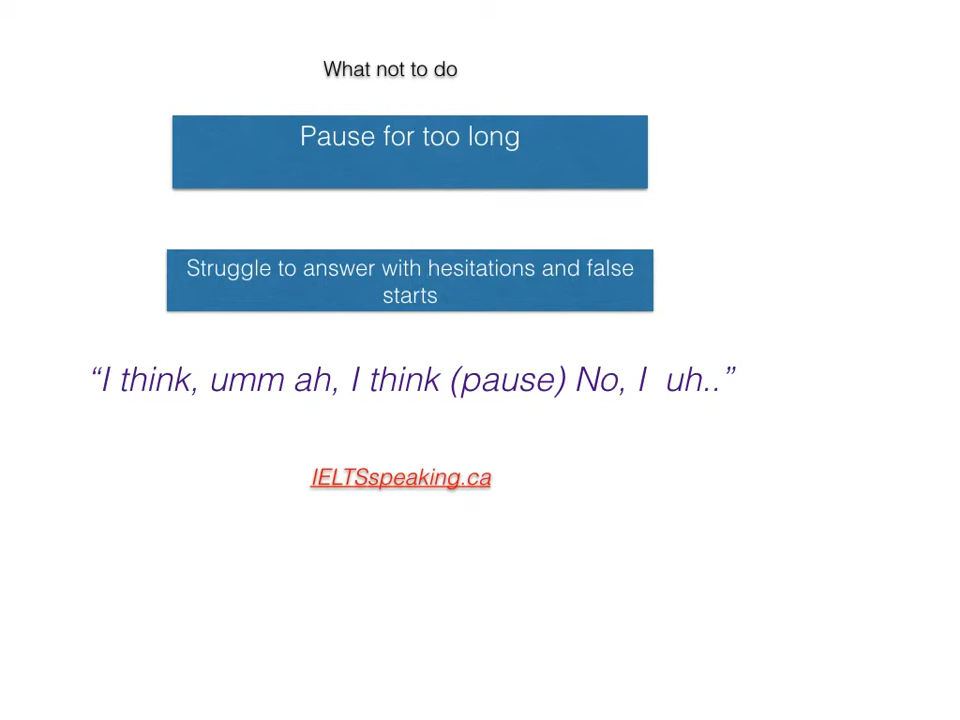 What not to do
Pause for too long
Struggle to answer with hesitations and false
starts
“I think, umm ah, I think (pause) No, I  uh..”
IELTSspeaking.ca